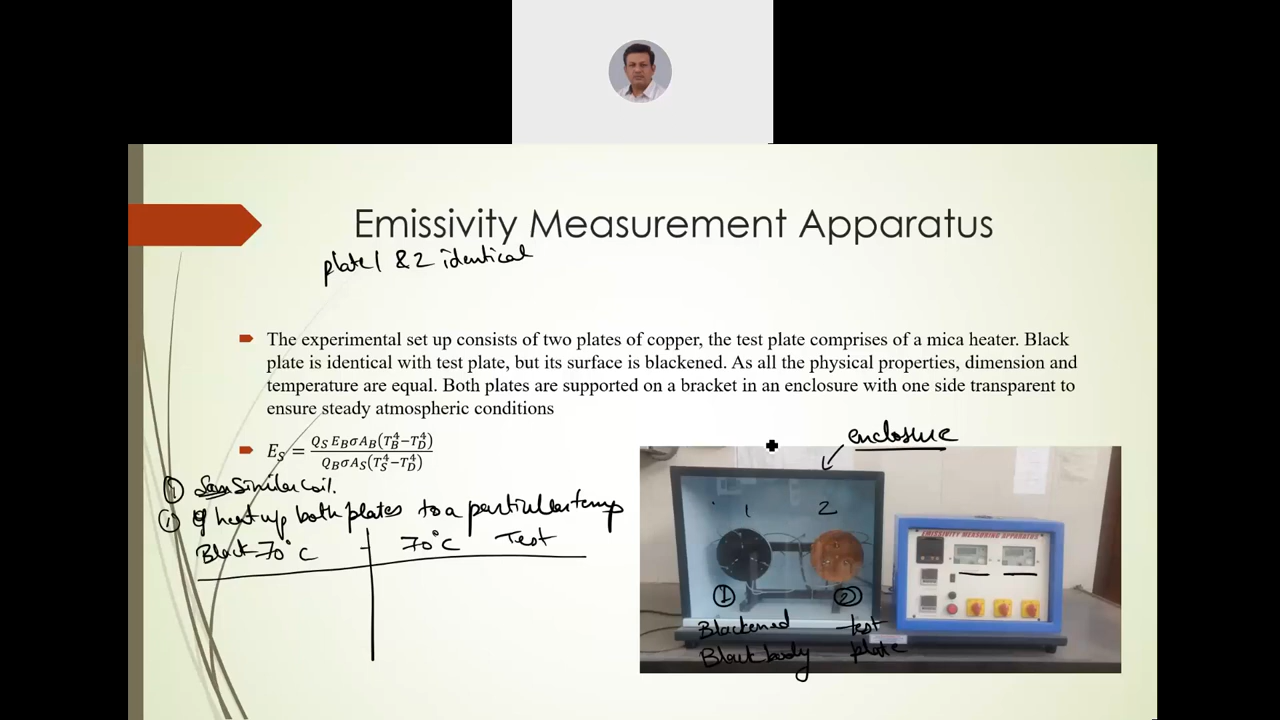 Emissivity Measurement Apparatus
plate 1 & 2 identical
The experimental set up consists of two plates of copper, the test plate comprises of a mica heater. Black
plate is identical with test plate, but its surface is blackened. As all the physical properties, dimension and
temperature are equal. Both plates are supported on a bracket in an enclosure with one side transparent to
ensure steady atmospheric conditions
E_S = \frac{Q_S E_B σ A_B (T_B^4 − T_D^4)}{Q_B σ A_S (T_S^4 − T_D^4)}
① Similar coil.
① heat up both plates to a particular temp
Black 70°C – 70°C Test
enclosure
1 2
EMISSIVITY MEASURING APPARATUS
① ②
Blackened test
Black body plate